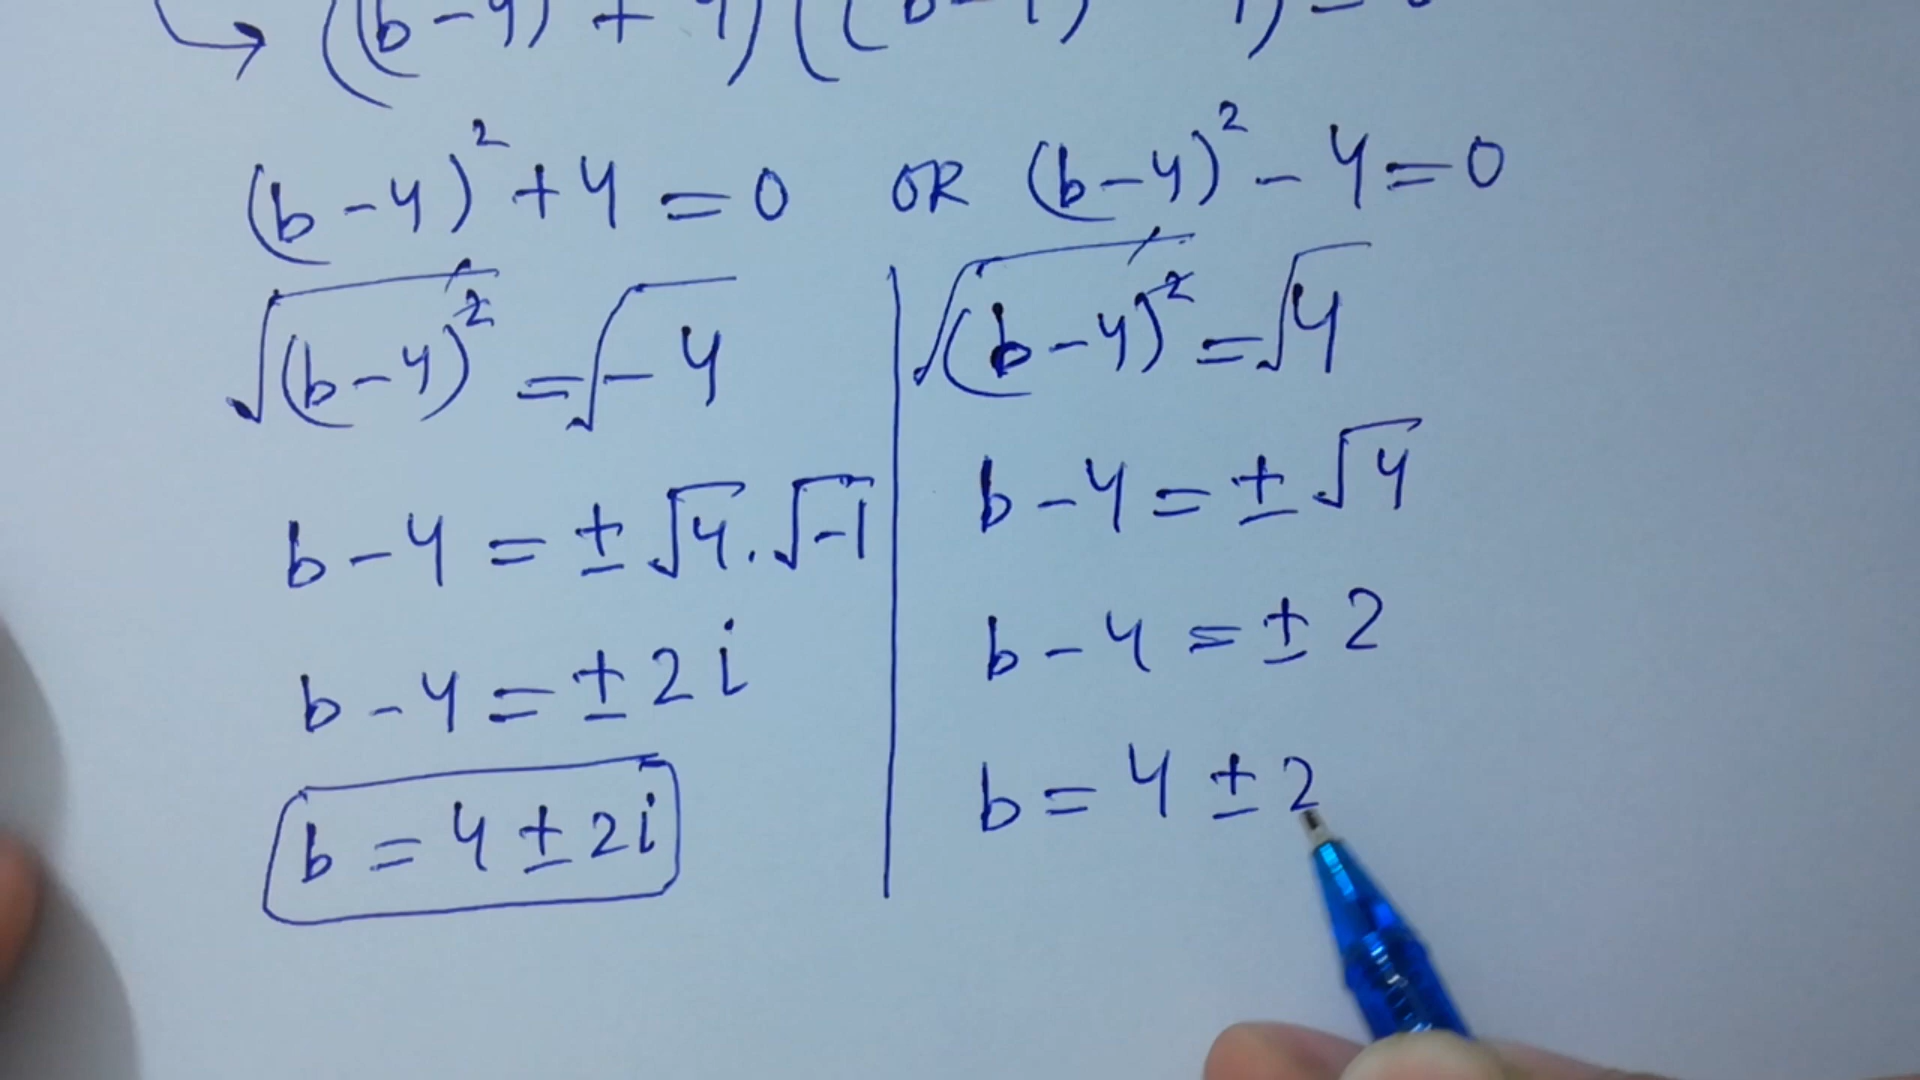 (b-4)² + 4 = 0 OR (b-4)² - 4 = 0
√(b-4)² = √-4
b - 4 = ± √4 . √-1
b - 4 = ± 2i
b = 4 ± 2i
√(b-4)² = √4
b - 4 = ± √4
b - 4 = ± 2
b = 4 ± 2